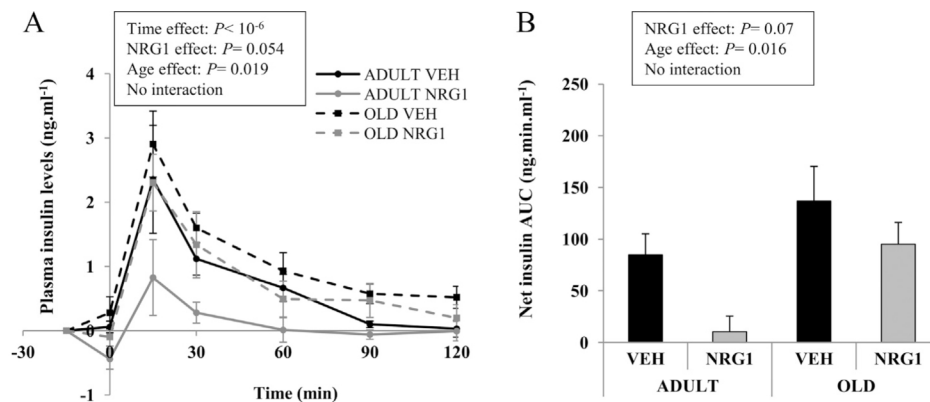 A
Time effect: P< 10-6
NRG1 effect: P= 0.054
Age effect: P= 0.019
No interaction
ADULT VEH
ADULT NRG1
OLD VEH
OLD NRG1
Plasma insulin levels (ng.ml-1)
4
3
2
1
0
-1
-30
0
30
60
90
120
Time (min)
B
NRG1 effect: P= 0.07
Age effect: P= 0.016
No interaction
Net insulin AUC (ng.min.ml-1)
250
200
150
100
50
0
VEH NRG1 VEH NRG1
ADULT OLD